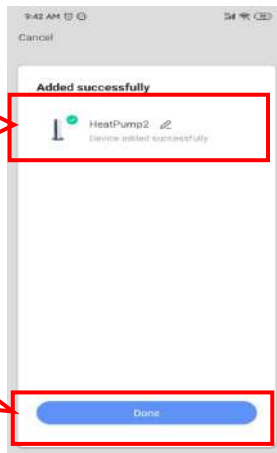 9:42 AM
Cancel
Added successfully
HeatPump2
Device added successfully
Done